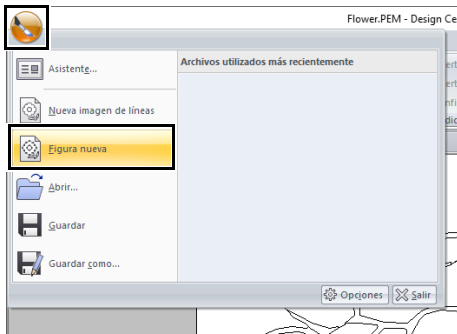 Flower.PEM - Design Ce
Asistente...
Archivos utilizados más recientemente
Nueva imagen de líneas
Figura nueva
Abrir...
Guardar
Guardar como...
Opciones
Salir